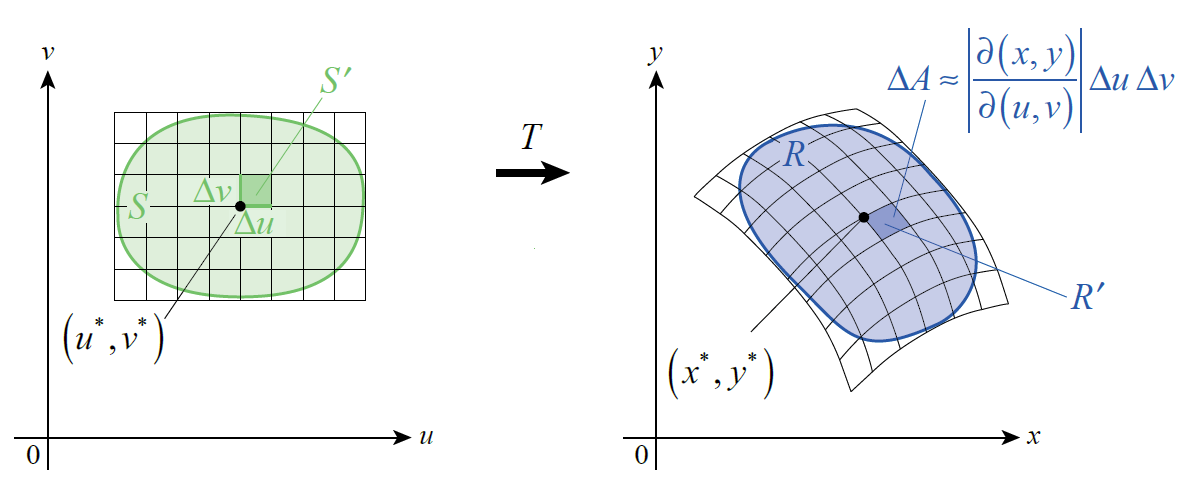 v
S′
Δv
S
Δu
(u*, v*)
0
u
T
y
ΔA ≈ |∂(x, y)/∂(u, v)| Δu Δv
R
R′
(x*, y*)
0
x